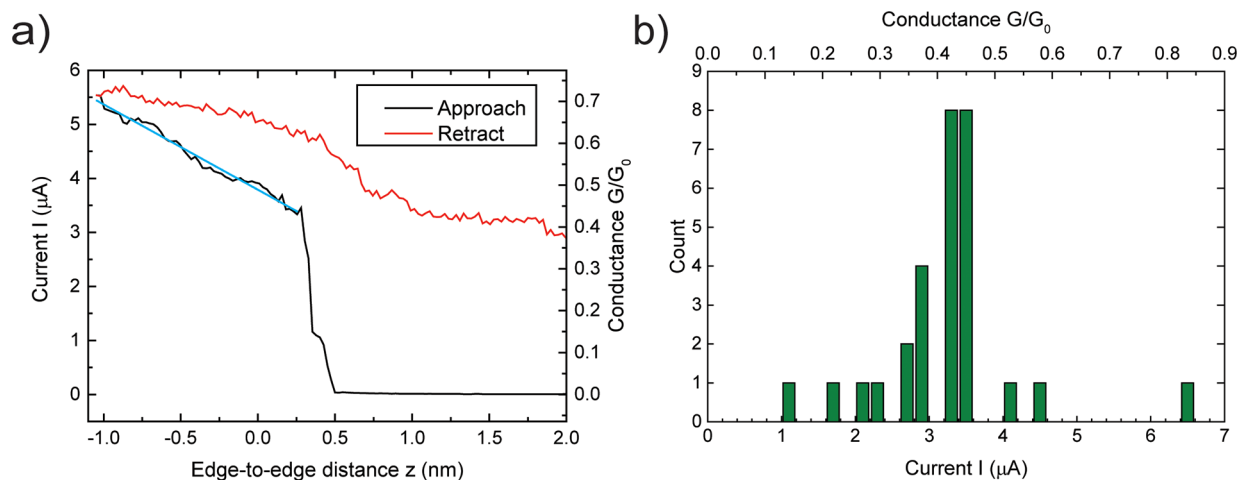 a)
6
5
4
3
2
1
0
Current I (μA)
Approach
Retract
0.7
0.6
0.5
0.4
0.3
0.2
0.1
0.0
Conductance G/G0
-1.0 -0.5 0.0 0.5 1.0 1.5 2.0
Edge-to-edge distance z (nm)
b)
Conductance G/G0
0.0 0.1 0.2 0.3 0.4 0.5 0.6 0.7 0.8 0.9
9
8
7
6
5
4
3
2
1
0
Count
0 1 2 3 4 5 6 7
Current I (μA)